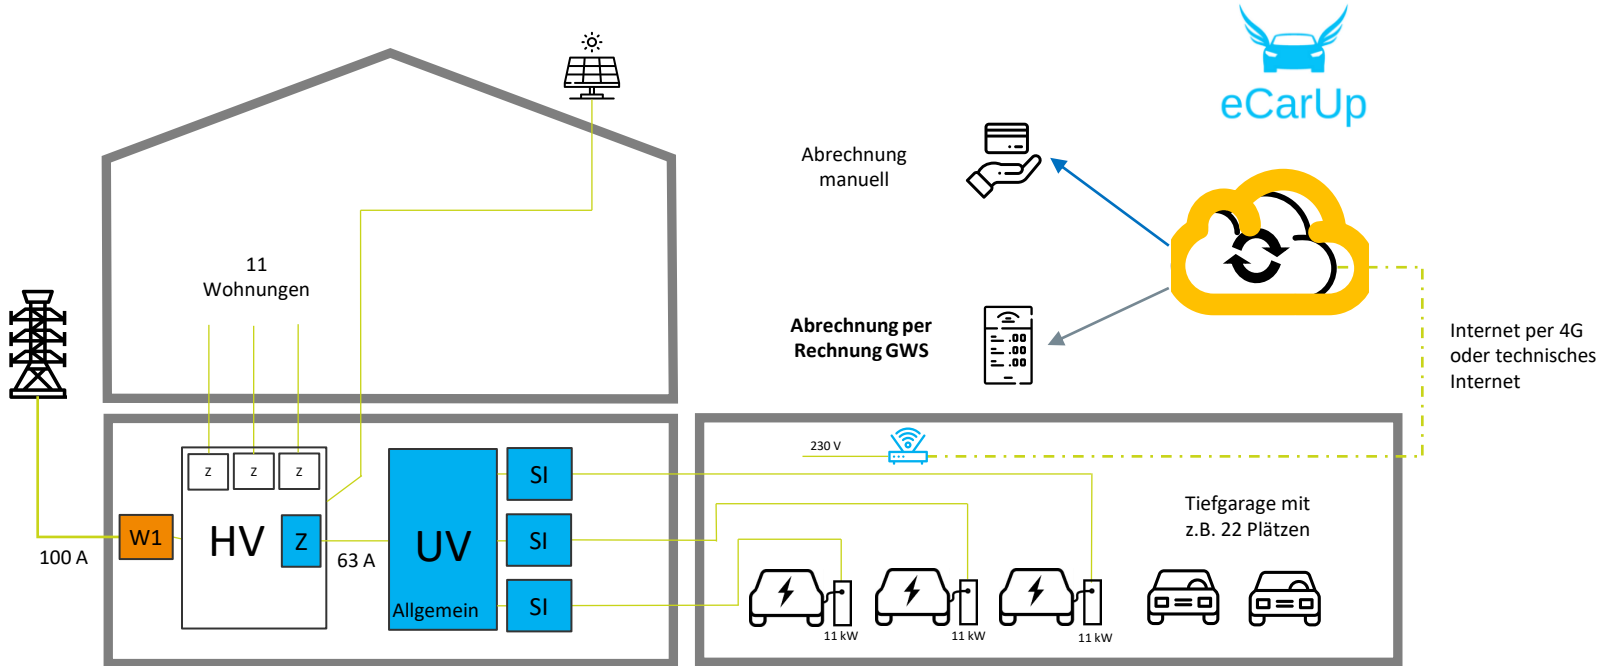 eCarUp
Abrechnung
manuell
11
Wohnungen
Abrechnung per
Rechnung GWS
Internet per 4G
oder technisches
Internet
230 V
Z
Z
Z
SI
Tiefgarage mit
z.B. 22 Plätzen
W1
HV
Z
UV
SI
100 A
63 A
Allgemein
SI
11 kW
11 kW
11 kW